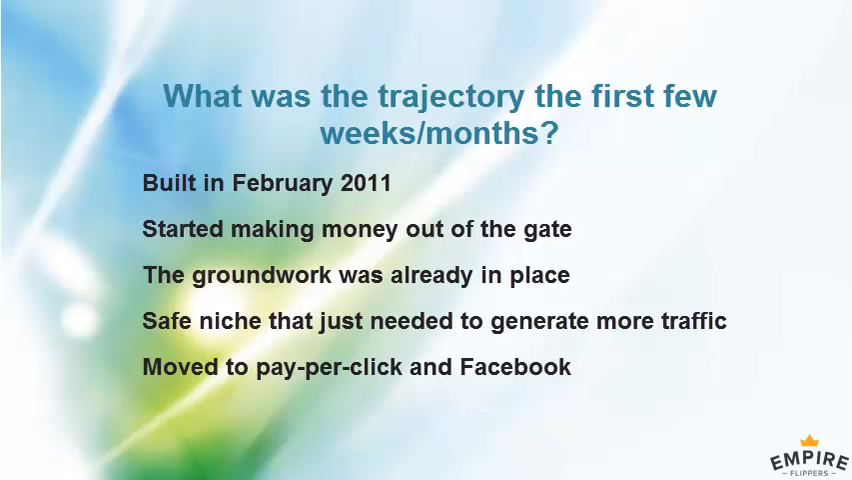 What was the trajectory the first few
weeks/months?
Built in February 2011
Started making money out of the gate
The groundwork was already in place
Safe niche that just needed to generate more traffic
Moved to pay-per-click and Facebook
EMPIRE
FLIPPERS